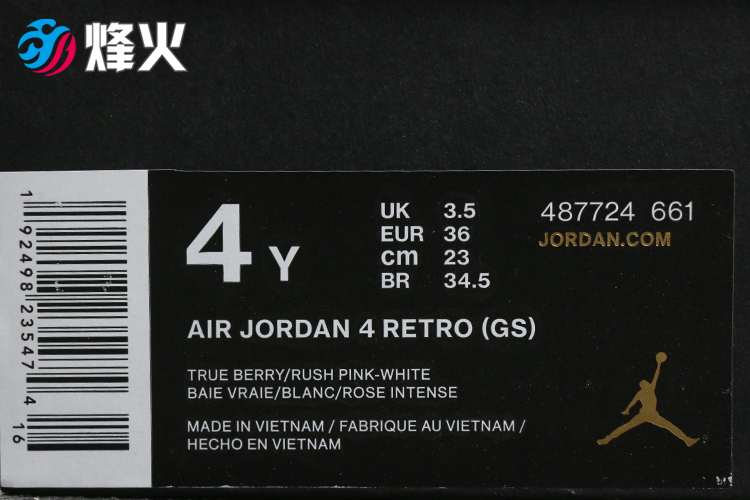 烽火
4 Y
UK 3.5
EUR 36
cm 23
BR 34.5
487724 661
JORDAN.COM
AIR JORDAN 4 RETRO (GS)
TRUE BERRY/RUSH PINK-WHITE
BAIE VRAIE/BLANC/ROSE INTENSE
MADE IN VIETNAM / FABRIQUE AU VIETNAM /
HECHO EN VIETNAM
1 92498 23547 4
16